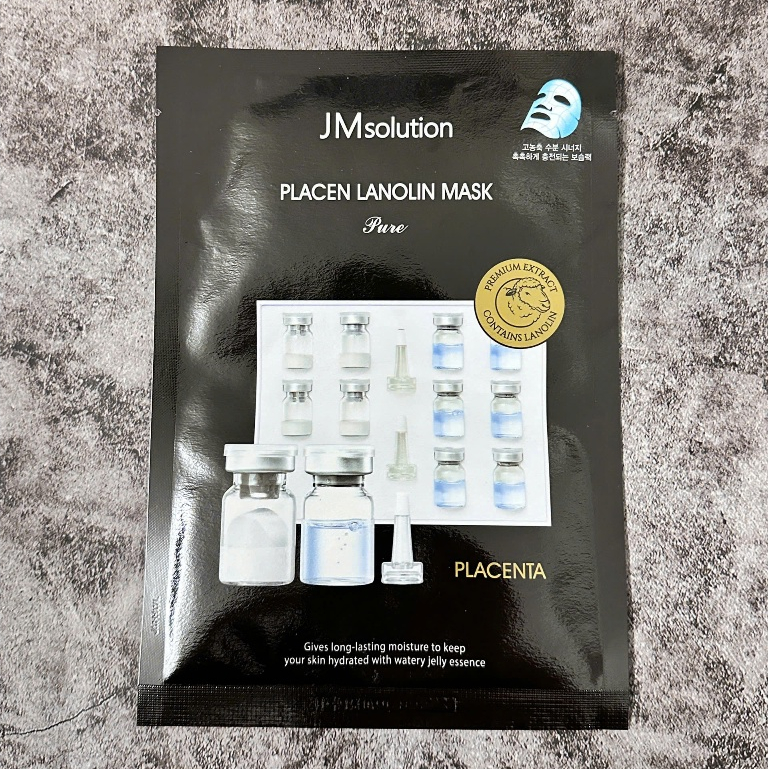 JMsolution
고농축 수분 시너지
촉촉하게 충전되는 보습력
PLACEN LANOLIN MASK
Pure
PREMIUM EXTRACT
CONTAINS LANOLIN
PLACENTA
Gives long-lasting moisture to keep
your skin hydrated with watery jelly essence